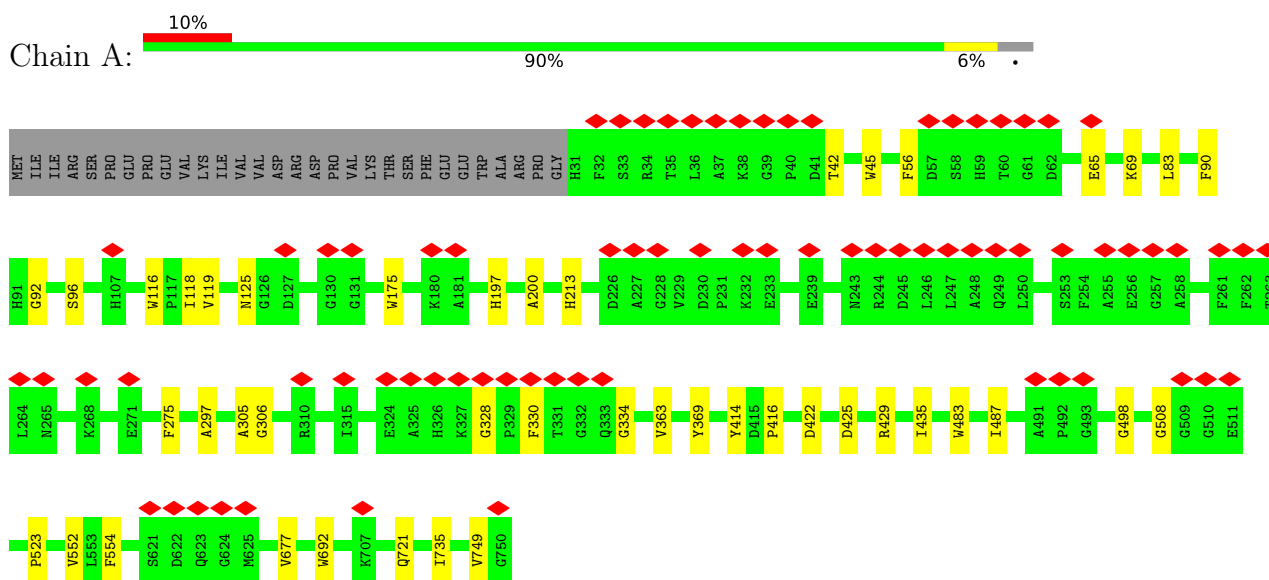 10%
Chain A:
90% 6% •
MET ILE ILE ARG SER PRO GLU PRO GLU VAL LYS ILE VAL VAL ASP ARG ASP PRO VAL LYS THR SER PHE GLU GLU TRP ALA ARG PRO GLY H31 F32 S33 R34 T35 L36 A37 K38 G39 P40 D41 T42 W45 F56 D57 S58 H59 T60 G61 D62 E65 K69 L83 F90
H91 G92 S96 H107 W116 P117 I118 V119 N125 G126 D127 G130 G131 W175 K180 A181 H197 A200 H213 D226 A227 G228 V229 D230 P231 K232 E233 E239 N243 R244 D245 L246 L247 A248 Q249 L250 S253 F254 A255 E256 G257 A258 F261 F262
L264 N265 K268 E271 F275 A297 A305 G306 R310 I315 E324 A325 H326 K327 G328 P329 F330 T331 G332 Q333 G334 V363 Y369 Y414 D415 P416 D422 D425 R429 I435 W483 I487 A491 P492 G493 G498 G508 G509 G510 E511
P523 V552 L553 F554 S621 D622 Q623 G624 M625 V677 W692 K707 Q721 I735 V749 G750